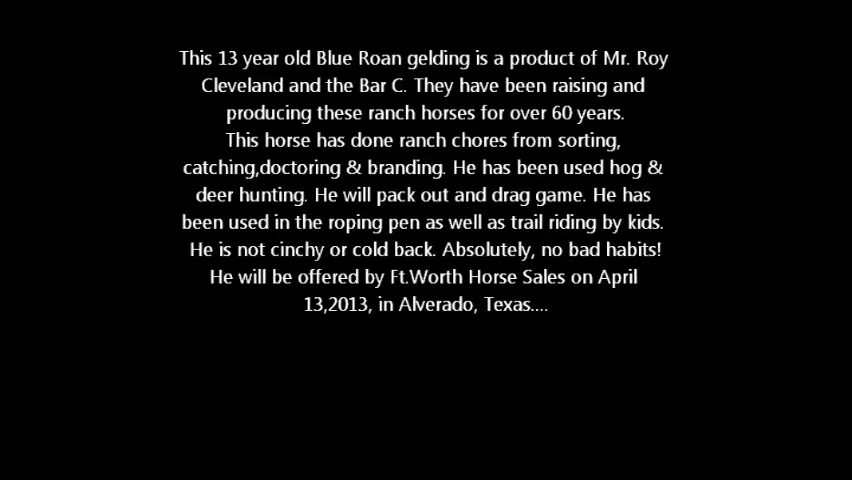 This 13 year old Blue Roan gelding is a product of Mr. Roy
Cleveland and the Bar C. They have been raising and
producing these ranch horses for over 60 years.
This horse has done ranch chores from sorting,
catching,doctoring & branding. He has been used hog &
deer hunting. He will pack out and drag game. He has
been used in the roping pen as well as trail riding by kids.
He is not cinchy or cold back. Absolutely, no bad habits!
He will be offered by Ft.Worth Horse Sales on April
13,2013, in Alverado, Texas....